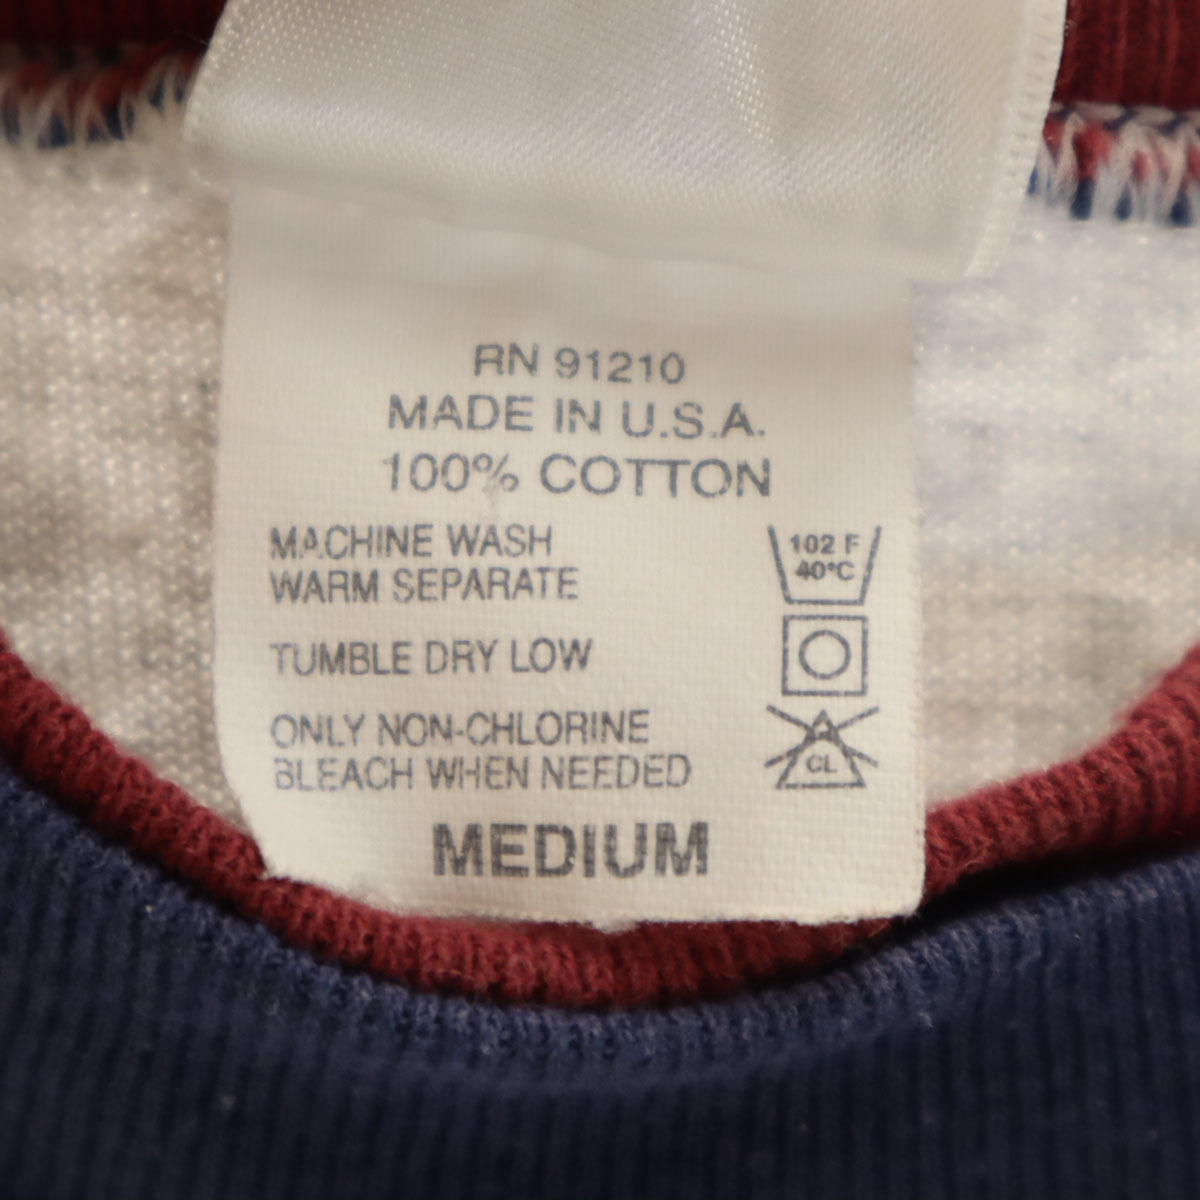 RN 91210
MADE IN U.S.A.
100% COTTON
MACHINE WASH
WARM SEPARATE
102 F
40°C
TUMBLE DRY LOW
ONLY NON-CHLORINE
BLEACH WHEN NEEDED
CL
MEDIUM